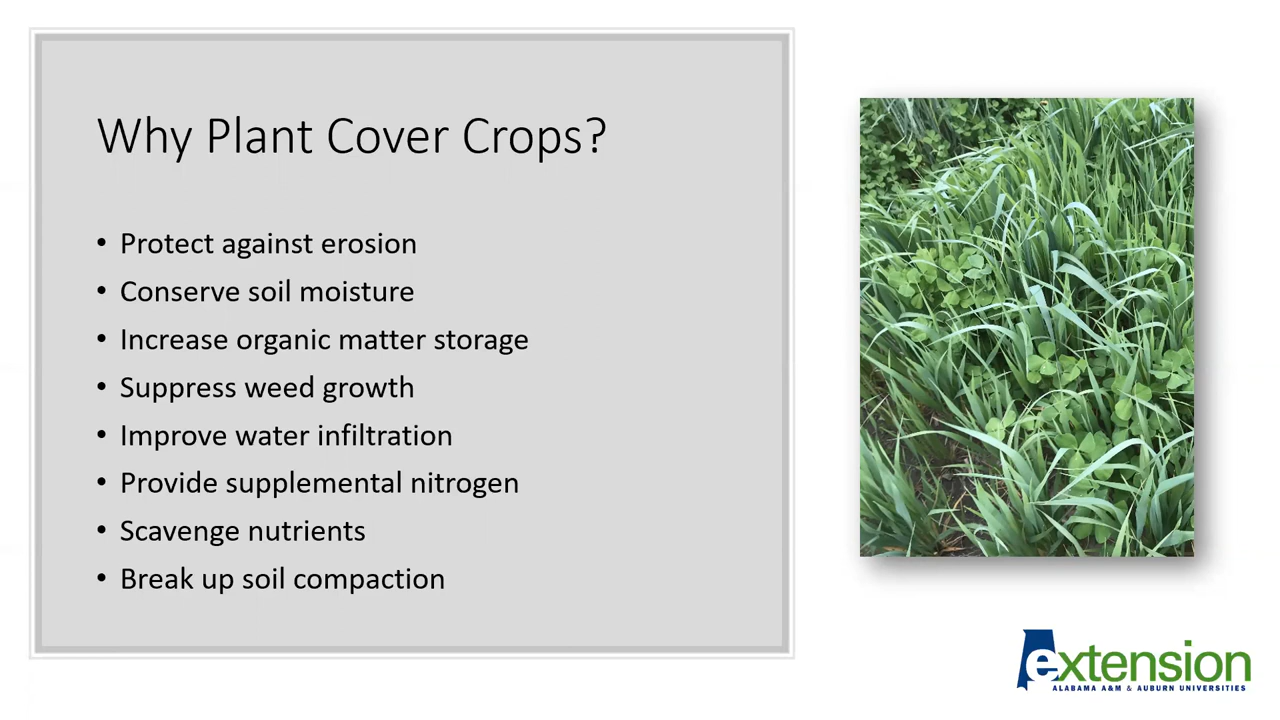 Why Plant Cover Crops?
• Protect against erosion
• Conserve soil moisture
• Increase organic matter storage
• Suppress weed growth
• Improve water infiltration
• Provide supplemental nitrogen
• Scavenge nutrients
• Break up soil compaction
extension
ALABAMA A&M & AUBURN UNIVERSITIES